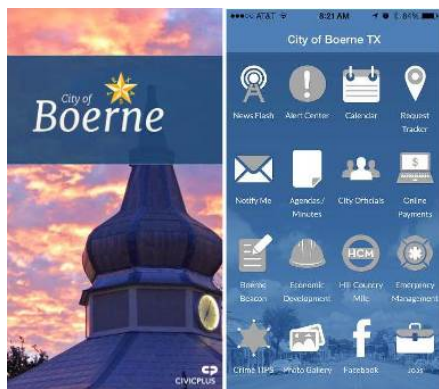 City of
Boerne
CIVICPLUS
AT&T 8:21 AM 84%
City of Boerne TX
News Flash
Alert Center
Calendar
Request
Tracker
Notify Me
Agendas/
Minutes
City Officials
Online
Payments
Boerne
Beacon
Economic
Development
HCM
Hill Country
Mile
Emergency
Management
Crime TIPS
Photo Gallery
Facebook
Jobs